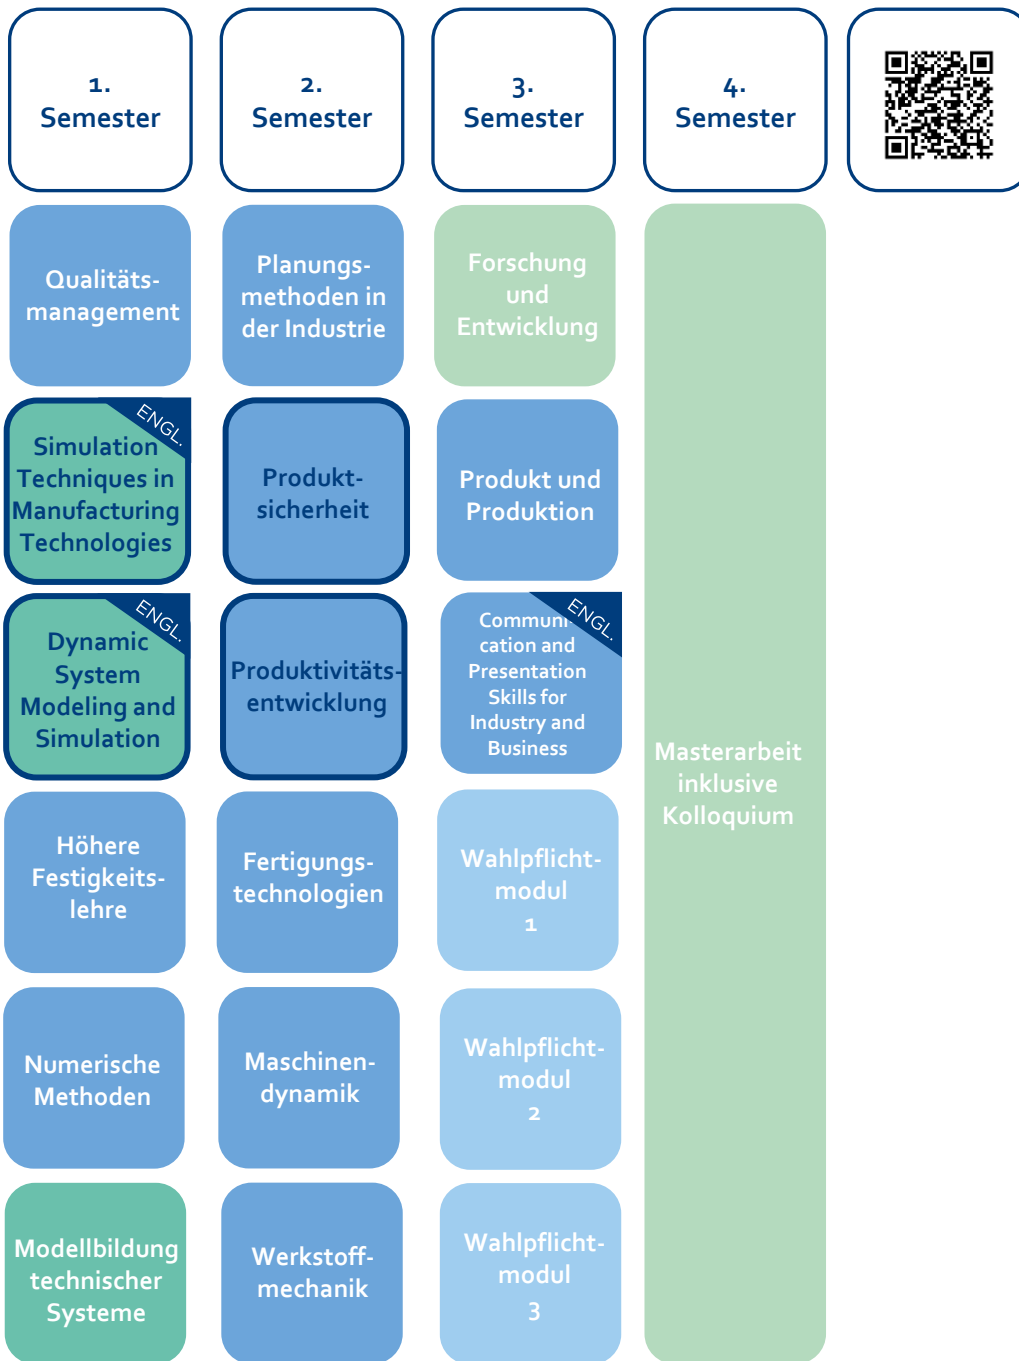 1.
Semester
2.
Semester
3.
Semester
4.
Semester
Qualitäts-
management
Planungs-
methoden in
der Industrie
Forschung
und
Entwicklung
ENGL.
Simulation
Techniques in
Manufacturing
Technologies
Produkt-
sicherheit
Produkt und
Produktion
ENGL.
Dynamic
System
Modeling and
Simulation
Produktivitäts-
entwicklung
ENGL.
Communi-
cation and
Presentation
Skills for
Industry and
Business
Masterarbeit
inklusive
Kolloquium
Höhere
Festigkeits-
lehre
Fertigungs-
technologien
Wahlpflicht-
modul
1
Numerische
Methoden
Maschinen-
dynamik
Wahlpflicht-
modul
2
Modellbildung
technischer
Systeme
Werkstoff-
mechanik
Wahlpflicht-
modul
3